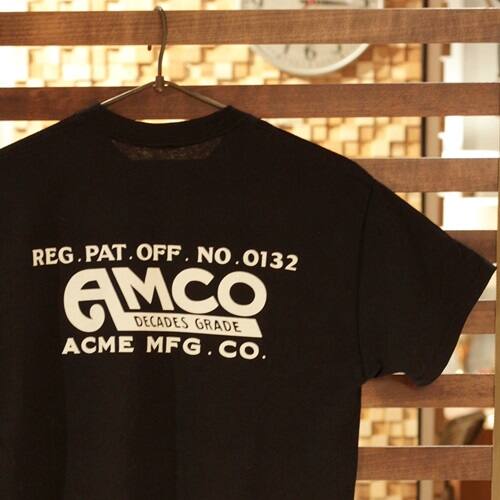 REG. PAT. OFF. NO. 0132
AMCO
DECADES GRADE
ACME MFG. CO.